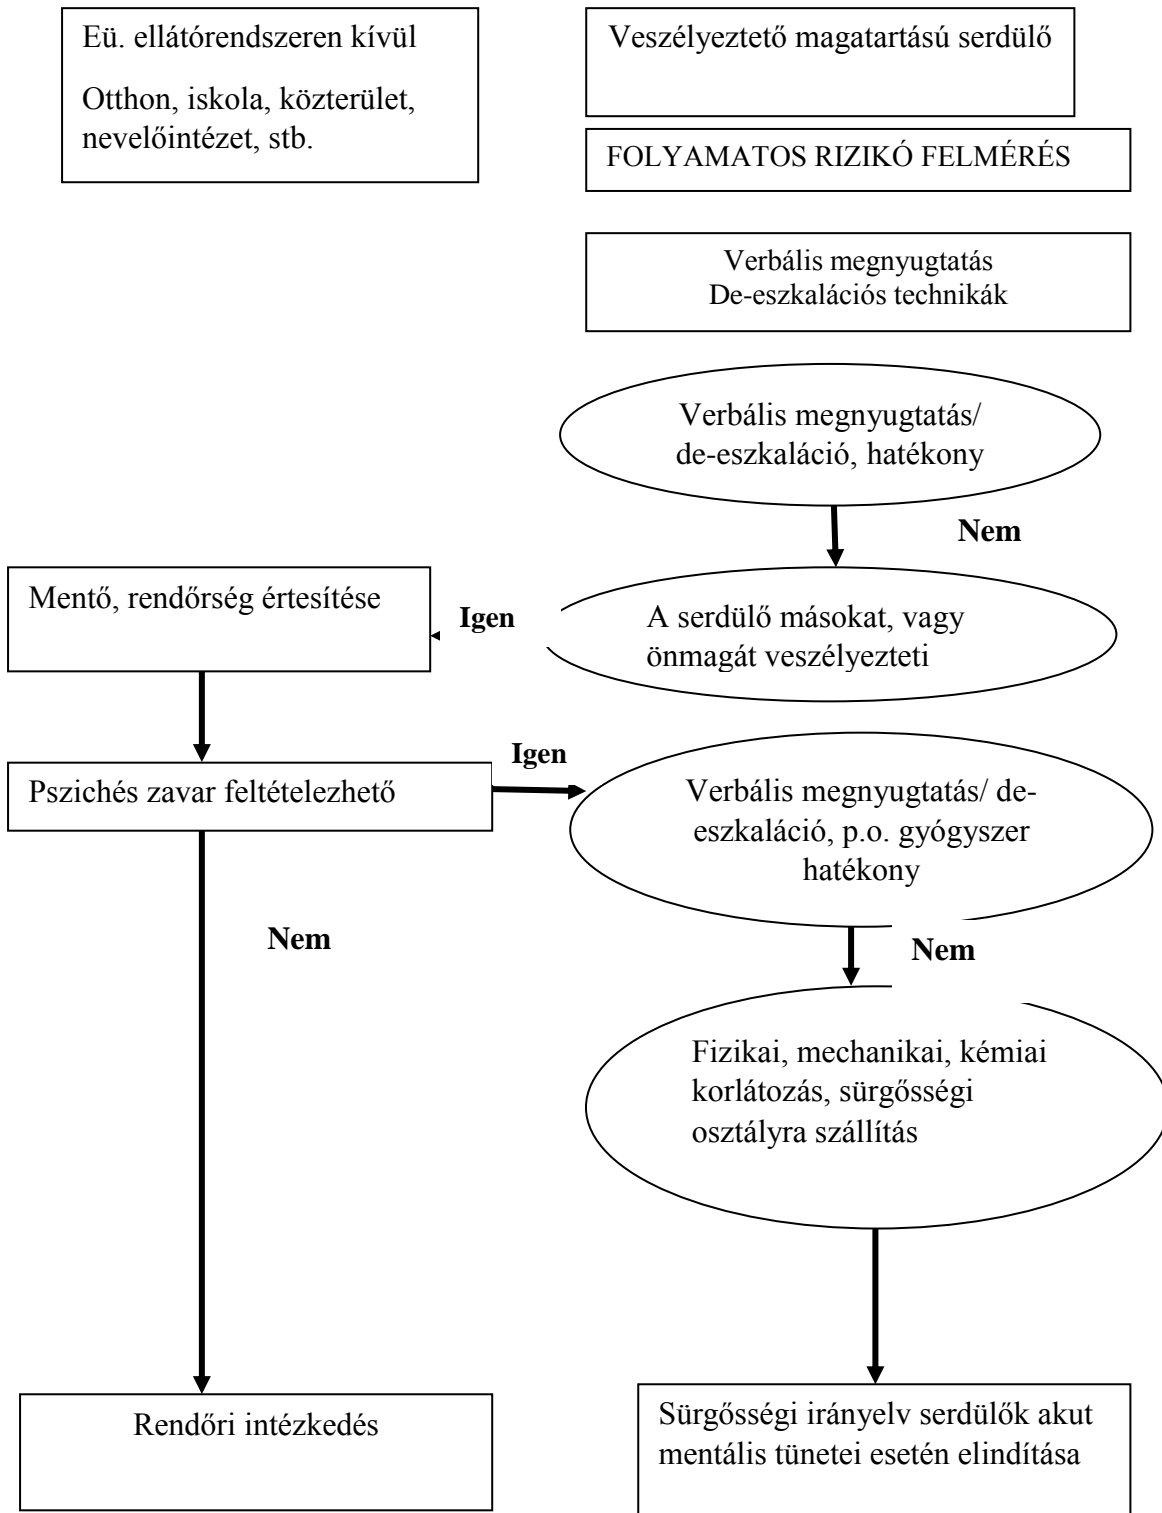 Eü. ellátórendszeren kívül
Otthon, iskola, közterület,
nevelőintézet, stb.
Veszélyeztető magatartású serdülő
FOLYAMATOS RIZIKÓ FELMÉRÉS
Verbális megnyugtatás
De-eszkalációs technikák
Verbális megnyugtatás/
de-eszkaláció, hatékony
Nem
Mentő, rendőrség értesítése
Igen
A serdülő másokat, vagy
önmagát veszélyezteti
Pszichés zavar feltételezhető
Igen
Verbális megnyugtatás/ de-
eszkaláció, p.o. gyógyszer
hatékony
Nem
Nem
Fizikai, mechanikai, kémiai
korlátozás, sürgősségi
osztályra szállítás
Rendőri intézkedés
Sürgősségi irányelv serdülők akut
mentális tünetei esetén elindítása